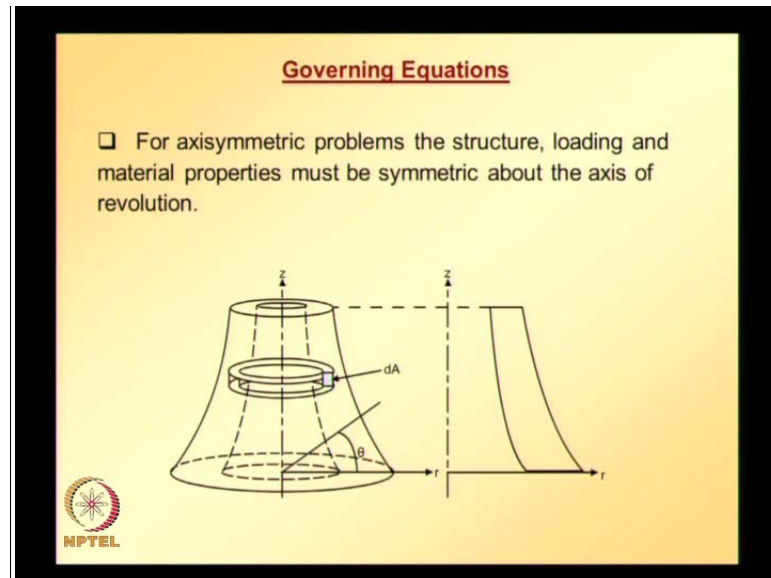 Governing Equations
For axisymmetric problems the structure, loading and
material properties must be symmetric about the axis of
revolution.
z
z
dA
θ
r
r
NPTEL